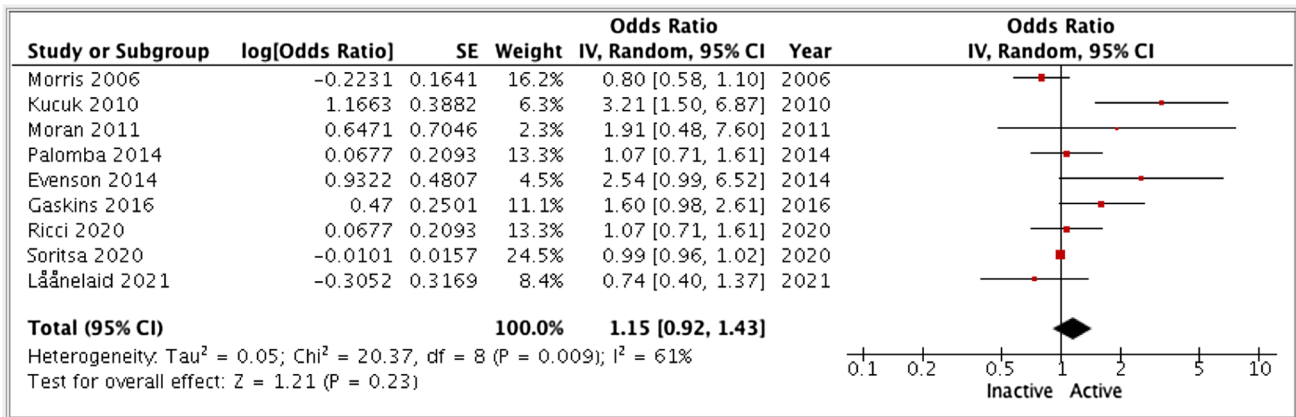 Odds Ratio Odds Ratio
Study or Subgroup log[Odds Ratio] SE Weight IV, Random, 95% CI Year IV, Random, 95% CI
Morris 2006 −0.2231 0.1641 16.2% 0.80 [0.58, 1.10] 2006
Kucuk 2010 1.1663 0.3882 6.3% 3.21 [1.50, 6.87] 2010
Moran 2011 0.6471 0.7046 2.3% 1.91 [0.48, 7.60] 2011
Palomba 2014 0.0677 0.2093 13.3% 1.07 [0.71, 1.61] 2014
Evenson 2014 0.9322 0.4807 4.5% 2.54 [0.99, 6.52] 2014
Gaskins 2016 0.47 0.2501 11.1% 1.60 [0.98, 2.61] 2016
Ricci 2020 0.0677 0.2093 13.3% 1.07 [0.71, 1.61] 2020
Soritsa 2020 −0.0101 0.0157 24.5% 0.99 [0.96, 1.02] 2020
Låånelaid 2021 −0.3052 0.3169 8.4% 0.74 [0.40, 1.37] 2021
Total (95% CI) 100.0% 1.15 [0.92, 1.43]
Heterogeneity: Tau² = 0.05; Chi² = 20.37, df = 8 (P = 0.009); I² = 61%
Test for overall effect: Z = 1.21 (P = 0.23)
0.1 0.2 0.5 1 2 5 10
Inactive Active